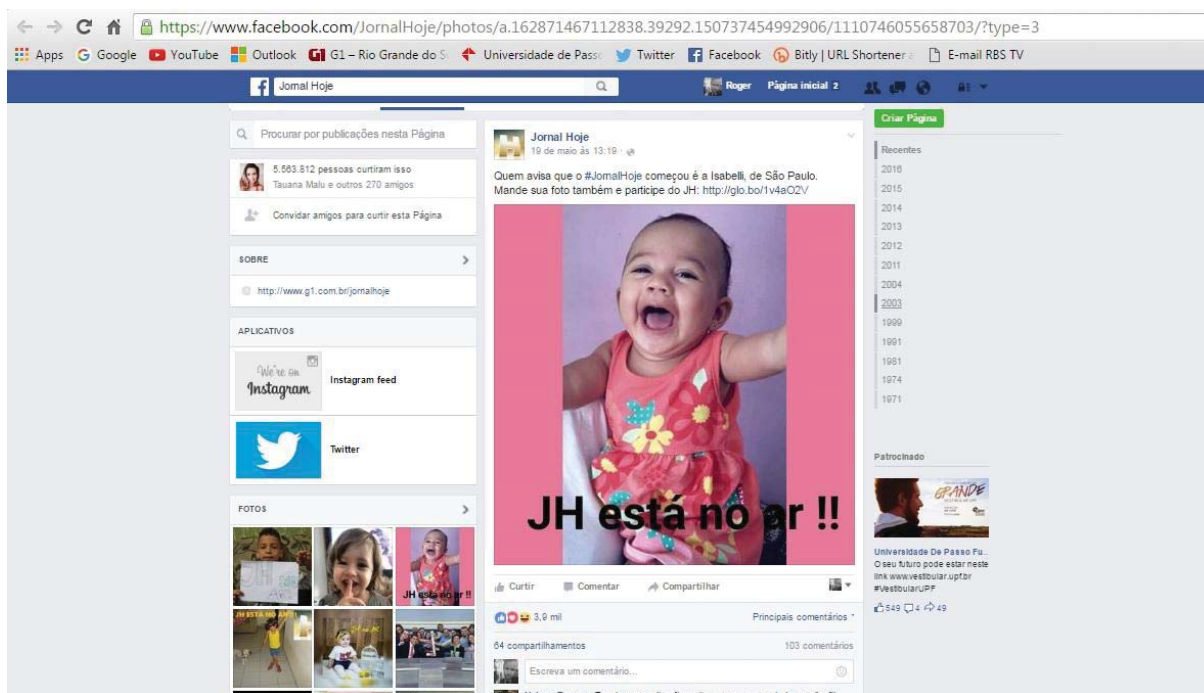 https://www.facebook.com/JornalHoje/photos/a.162871467112838.39292.150737454992906/1110746055658703/?type=3
Apps Google YouTube Outlook G1 – Rio Grande do S Universidade de Passo Twitter Facebook Bitly | URL Shortener a E-mail RBS TV
Jornal Hoje
Roger Página inicial 2
Procurar por publicações nesta Página
5.563.812 pessoas curtiram isso
Tauana Malu e outros 270 amigos
Convidar amigos para curtir esta Página
SOBRE
http://www.g1.com.br/jornalhoje
APLICATIVOS
We're on
Instagram
Instagram feed
Twitter
FOTOS
JH está no ar !!
JH ESTÁ NO AR!!
Jornal Hoje
19 de maio às 13:19 ·
Quem avisa que o #JornalHoje começou é a Isabelli, de São Paulo.
Mande sua foto também e participe do JH: http://glo.bo/1v4aO2V
JH está no ar !!
Curtir Comentar Compartilhar
3,9 mil Principais comentários
64 compartilhamentos 103 comentários
Escreva um comentário...
Criar Página
Recentes
2016
2015
2014
2013
2012
2011
2004
2003
1999
1991
1981
1974
1971
Patrocinado
GRANDE
Universidade De Passo Fu...
O seu futuro pode estar neste
link www.vestibular.upf.br
#VestibularUPF
549 4 49